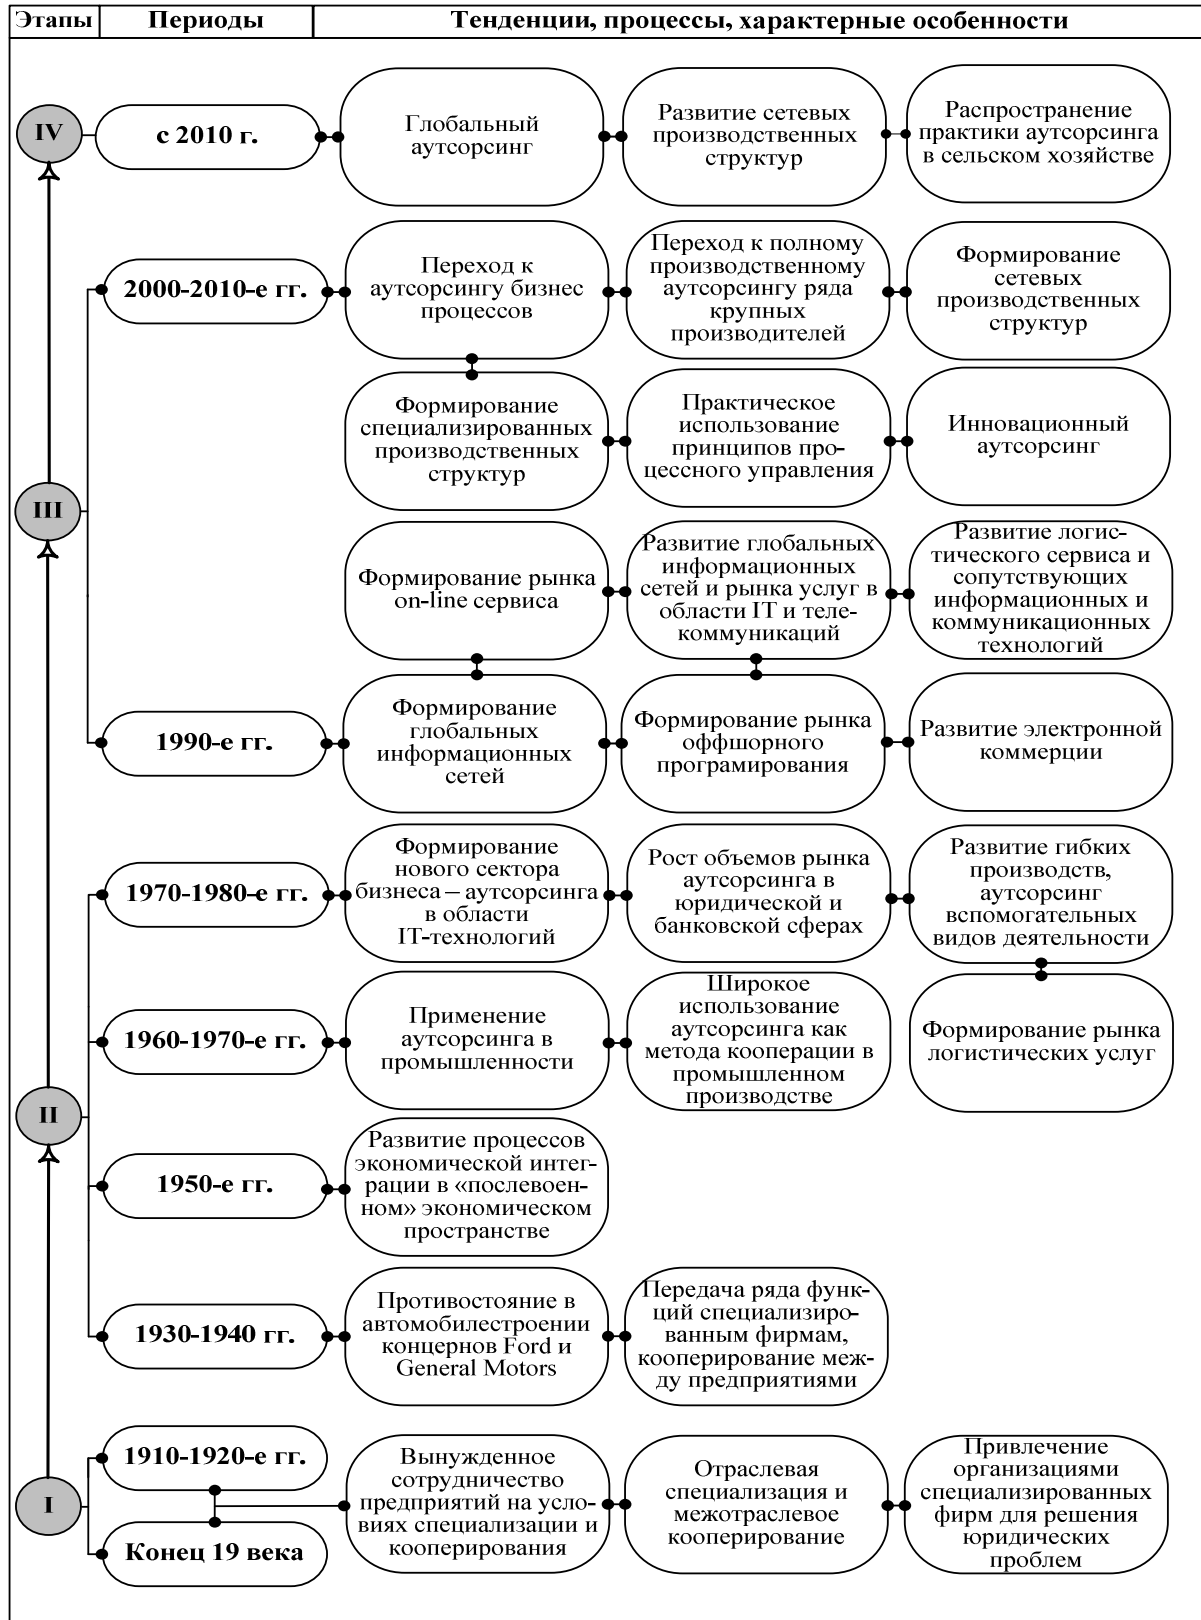 Этапы
Периоды
Тенденции, процессы, характерные особенности
IV
с 2010 г.
Глобальный
аутсорсинг
Развитие сетевых
производственных
структур
Распространение
практики аутсорсинга
в сельском хозяйстве
III
2000-2010-е гг.
Переход к
аутсорсингу бизнес
процессов
Переход к полному
производственному
аутсорсингу ряда
крупных
производителей
Формирование
сетевых
производственных
структур
Формирование
специализированных
производственных
структур
Практическое
использование
принципов про-
цессного управления
Инновационный
аутсорсинг
Формирование рынка
on-line сервиса
Развитие глобальных
информационных
сетей и рынка услуг в
области IT и теле-
коммуникаций
Развитие логис-
тического сервиса и
сопутствующих
информационных и
коммуникационных
технологий
1990-е гг.
Формирование
глобальных
информационных
сетей
Формирование рынка
оффшорного
програмирования
Развитие электронной
коммерции
II
1970-1980-е гг.
Формирование
нового сектора
бизнеса – аутсорсинга
в области
IT-технологий
Рост объемов рынка
аутсорсинга в
юридической и
банковской сферах
Развитие гибких
производств,
аутсорсинг
вспомогательных
видов деятельности
1960-1970-е гг.
Применение
аутсорсинга в
промышленности
Широкое
использование
аутсорсинга как
метода кооперации в
промышленном
производстве
Формирование рынка
логистических услуг
1950-е гг.
Развитие процессов
экономической интег-
рации в «послевоен-
ном» экономическом
пространстве
1930-1940 гг.
Противостояние в
автомобилестроении
концернов Ford и
General Motors
Передача ряда функ-
ций специализиро-
ванным фирмам,
кооперирование меж-
ду предприятиями
I
1910-1920-е гг.
Конец 19 века
Вынужденное
сотрудничество
предприятий на усло-
виях специализации и
кооперирования
Отраслевая
специализация и
межотраслевое
кооперирование
Привлечение
организациями
специализированных
фирм для решения
юридических
проблем